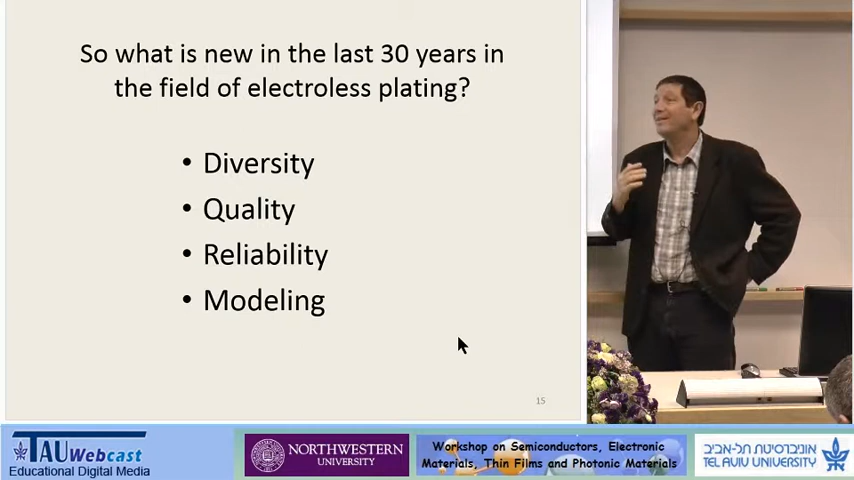 So what is new in the last 30 years in
the field of electroless plating?
• Diversity
• Quality
• Reliability
• Modeling
15
TAU Webcast
Educational Digital Media
NORTHWESTERN
UNIVERSITY
Workshop on Semiconductors, Electronic
Materials, Thin Films and Photonic Materials
אוניברסיטת תל-אביב
TEL AVIV UNIVERSITY